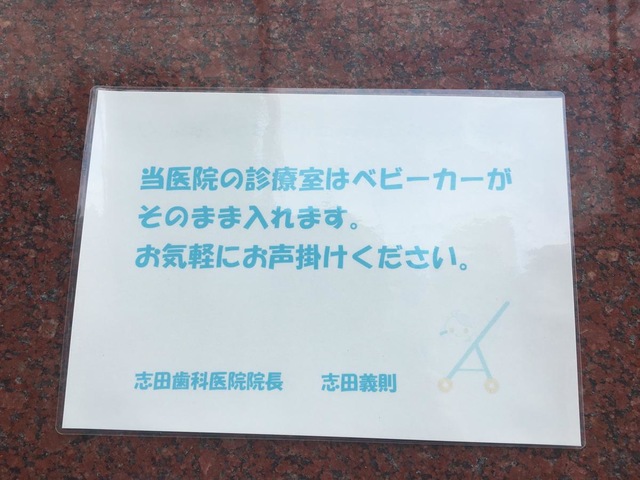 当医院の診療室はベビーカーが
そのまま入れます。
お気軽にお声掛けください。
志田歯科医院院長　志田義則